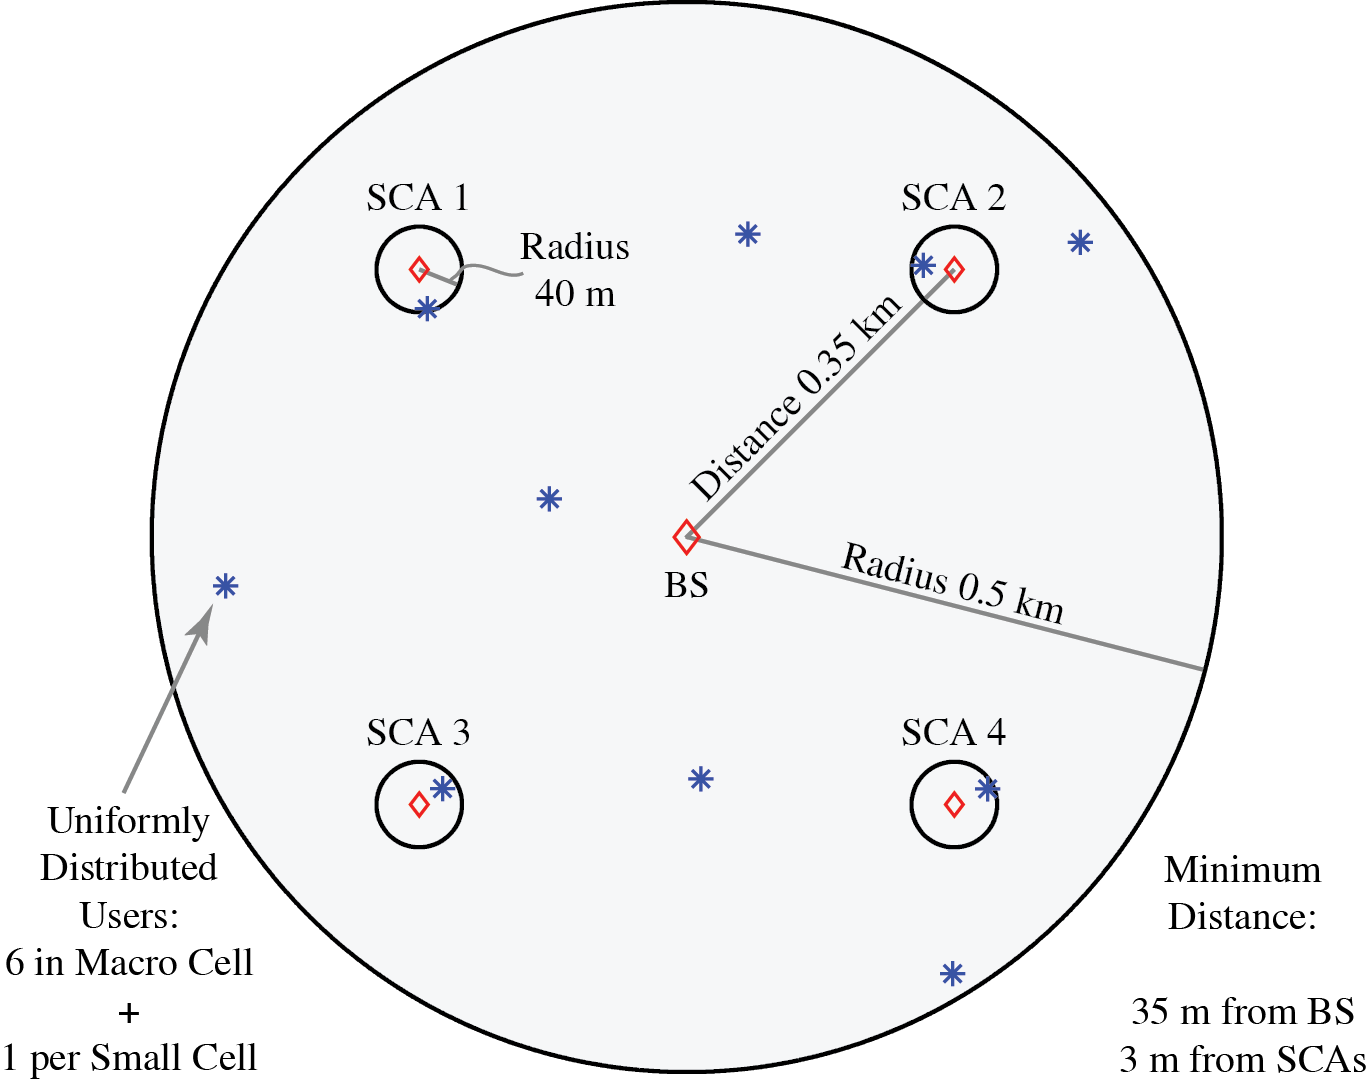 SCA 1
SCA 2
Radius
40 m
Distance 0.35 km
Radius 0.5 km
BS
SCA 3
SCA 4
Uniformly
Distributed
Users:
6 in Macro Cell
+
1 per Small Cell
Minimum
Distance:
35 m from BS
3 m from SCAs